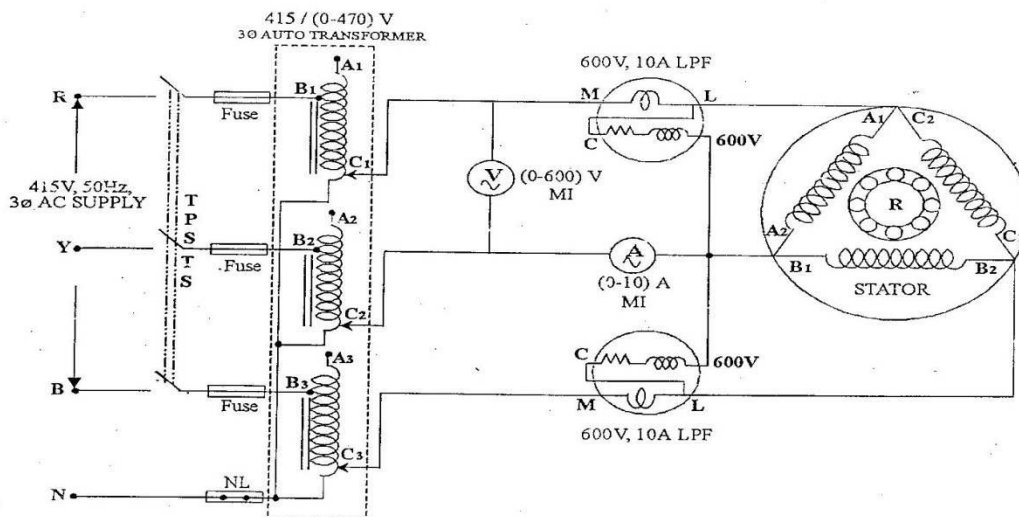 415 / (0-470) V
3Ø AUTO TRANSFORMER
A1
B1
R
Fuse
C1
600V, 10A LPF
M
L
C
600V
A1
C2
V
(0-600) V
MI
415V, 50Hz,
3ø AC SUPPLY
TPSTS
A2
B2
Y
Fuse
C2
A
(0-10) A
MI
R
A2
C
B1
B2
STATOR
A3
B3
B
Fuse
C3
C
600V
M
L
600V, 10A LPF
NL
N